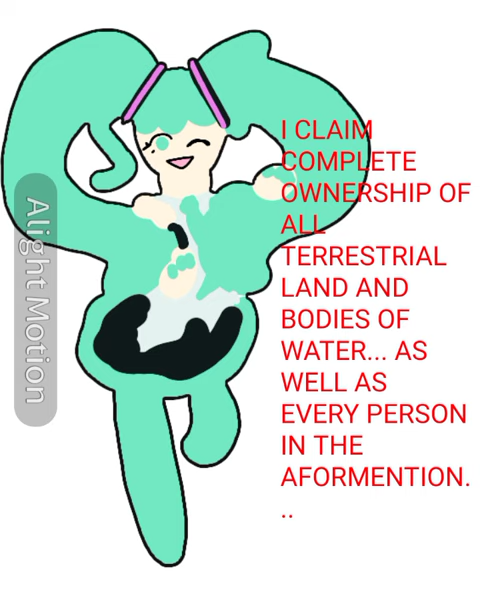 I CLAIM
COMPLETE
OWNERSHIP OF
ALL
TERRESTRIAL
LAND AND
BODIES OF
WATER... AS
WELL AS
EVERY PERSON
IN THE
AFORMENTION.
..
Alight Motion